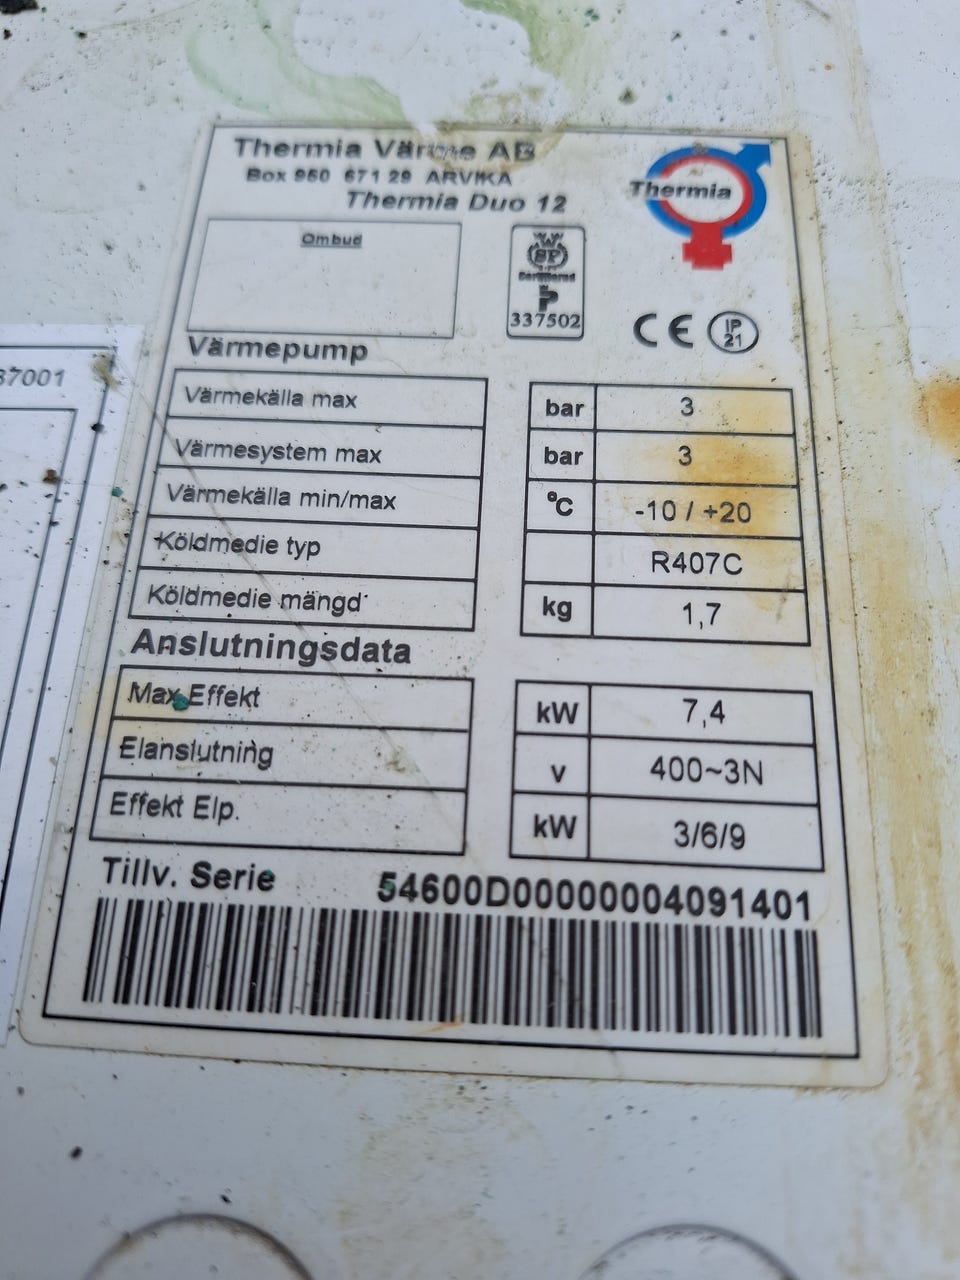 Thermia Värme AB
Box 950 671 29 ARVIKA
Thermia Duo 12
Thermia
Ombud
SP
337502
CE IP 21
37001
Värmepump
Värmekälla max bar 3
Värmesystem max bar 3
Värmekälla min/max °C -10 / +20
Köldmedie typ R407C
Köldmedie mängd kg 1,7
Anslutningsdata
Max Effekt kW 7,4
Elanslutning v 400~3N
Effekt Elp. kW 3/6/9
Tillv. Serie 54600D00000004091401